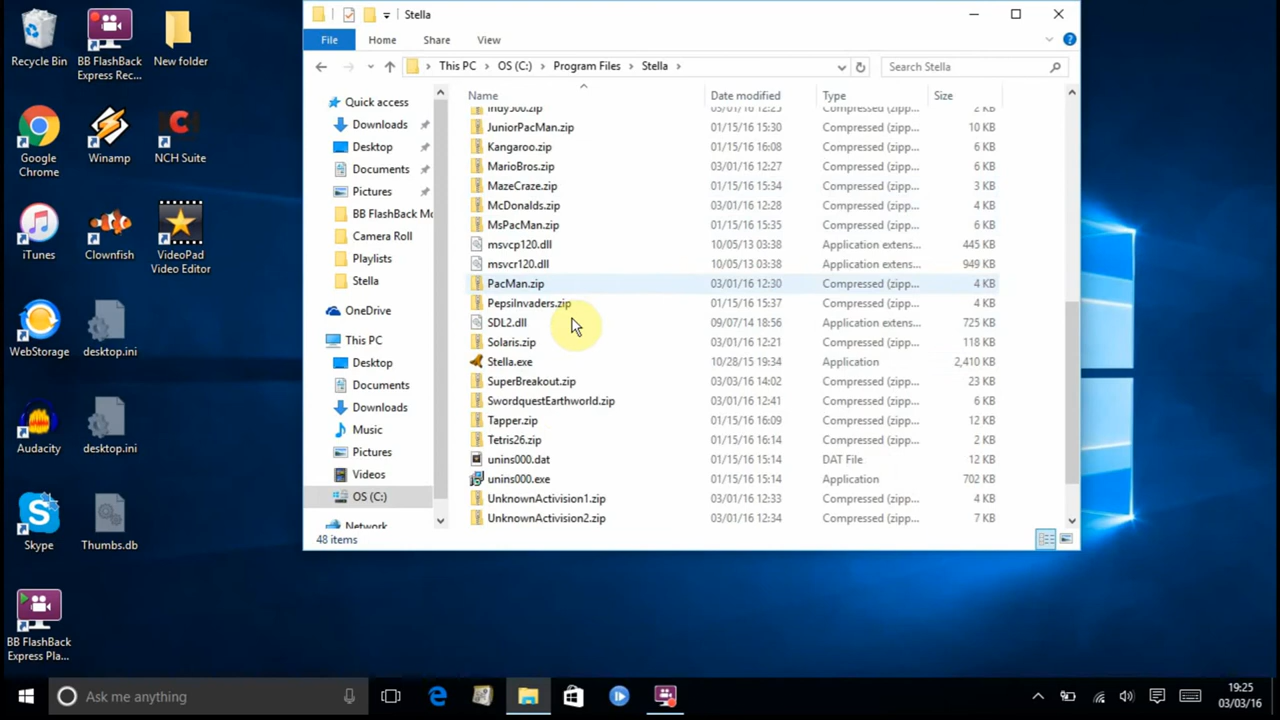 Recycle Bin
BB FlashBack
Express Rec...
New folder
Google
Chrome
Winamp
NCH Suite
iTunes
Clownfish
VideoPad
Video Editor
WebStorage
desktop.ini
Audacity
desktop.ini
Skype
Thumbs.db
BB FlashBack
Express Pla...
Stella
File Home Share View
This PC OS (C:) Program Files Stella
Search Stella
Quick access
Downloads
Desktop
Documents
Pictures
BB FlashBack Mo
Camera Roll
Playlists
Stella
OneDrive
This PC
Desktop
Documents
Downloads
Music
Pictures
Videos
OS (C:)
Network
Name Date modified Type Size
Indy500.zip 03/01/16 12:25 Compressed (zipp... 2 KB
JuniorPacMan.zip 01/15/16 15:30 Compressed (zipp... 10 KB
Kangaroo.zip 01/15/16 16:08 Compressed (zipp... 6 KB
MarioBros.zip 03/01/16 12:27 Compressed (zipp... 6 KB
MazeCraze.zip 01/15/16 15:34 Compressed (zipp... 3 KB
McDonalds.zip 03/01/16 12:28 Compressed (zipp... 6 KB
MsPacMan.zip 01/15/16 15:35 Compressed (zipp... 6 KB
msvcp120.dll 10/05/13 03:38 Application extens... 445 KB
msvcr120.dll 10/05/13 03:38 Application extens... 949 KB
PacMan.zip 03/01/16 12:30 Compressed (zipp... 4 KB
PepsiInvaders.zip 01/15/16 15:37 Compressed (zipp... 4 KB
SDL2.dll 09/07/14 18:56 Application extens... 725 KB
Solaris.zip 03/01/16 12:21 Compressed (zipp... 118 KB
Stella.exe 10/28/15 19:34 Application 2,410 KB
SuperBreakout.zip 03/03/16 14:02 Compressed (zipp... 23 KB
SwordquestEarthworld.zip 03/01/16 12:41 Compressed (zipp... 6 KB
Tapper.zip 01/15/16 16:09 Compressed (zipp... 12 KB
Tetris26.zip 01/15/16 16:14 Compressed (zipp... 2 KB
unins000.dat 01/15/16 15:14 DAT File 12 KB
unins000.exe 01/15/16 15:14 Application 702 KB
UnknownActivision1.zip 03/01/16 12:33 Compressed (zipp... 4 KB
UnknownActivision2.zip 03/01/16 12:34 Compressed (zipp... 7 KB
48 items
Ask me anything
19:25
03/03/16